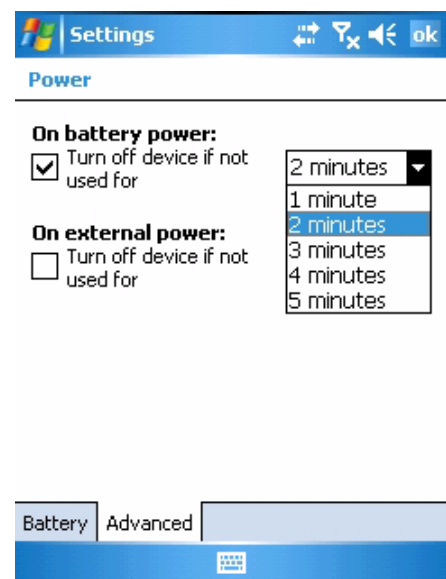 Settings
ok
Power
On battery power:
Turn off device if not
used for
2 minutes
1 minute
2 minutes
3 minutes
4 minutes
5 minutes
On external power:
Turn off device if not
used for
Battery
Advanced